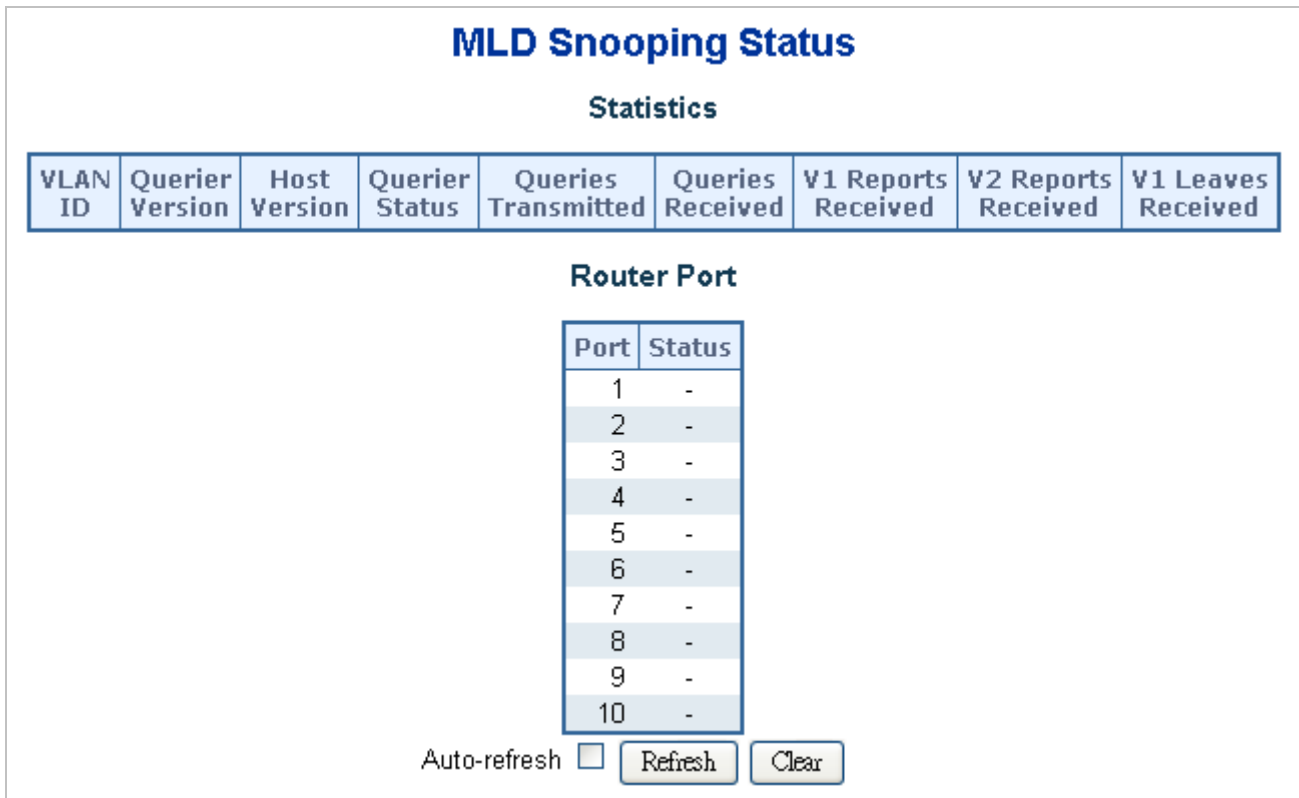 MLD Snooping Status
Statistics
VLAN ID Querier Version Host Version Querier Status Queries Transmitted Queries Received V1 Reports Received V2 Reports Received V1 Leaves Received
Router Port
Port Status
1 -
2 -
3 -
4 -
5 -
6 -
7 -
8 -
9 -
10 -
Auto-refresh Refresh Clear